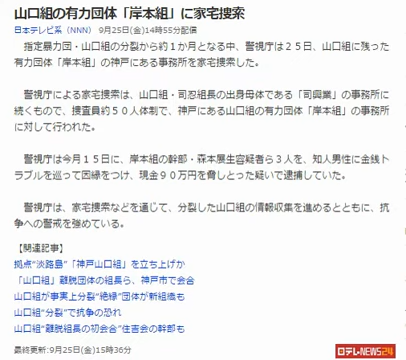 山口組の有力団体「岸本組」に家宅捜索
日本テレビ系（NNN） 9月25日(金)14時55分配信
指定暴力団・山口組の分裂から約１か月となる中、警視庁は２５日、山口組に残った
有力団体「岸本組」の神戸にある事務所を家宅捜索した。
警視庁による家宅捜索は、山口組・司忍組長の出身母体である「司興業」の事務所に
続くもので、捜査員約５０人体制で、神戸にある山口組の有力団体「岸本組」の事務所
に対して行われた。
警視庁は今月１５日に、岸本組の幹部・森本展生容疑者ら３人を、知人男性に金銭ト
ラブルを巡って因縁をつけ、現金９０万円を脅しとった疑いで逮捕していた。
警視庁は、家宅捜索などを通じて、分裂した山口組の情報収集を進めるとともに、抗
争への警戒を強めている。
【関連記事】
拠点“淡路島”「神戸山口組」を立ち上げか
「山口組」離脱団体の組長ら、神戸市で会合
山口組が事実上分裂“絶縁”団体が新組織も
山口組“分裂”で抗争の恐れ
山口組“離脱組長の初会合”住吉会の幹部も
最終更新:9月25日(金)15時36分
日テレNEWS24